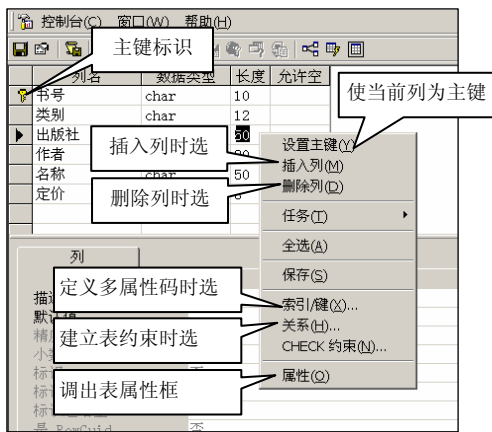 控制台(C) 窗口(W) 帮助(H)
主键标识
列名 数据类型 长度 允许空
书号 char 10
类别 char 12
出版社 50
作者
名称 50
定价
使当前列为主键
插入列时选
删除列时选
设置主键(Y)
插入列(M)
删除列(D)
任务(T)
全选(A)
保存(S)
索引/键(X)...
关系(H)...
CHECK 约束(N)...
属性(O)
列
定义多属性码时选
建立表约束时选
调出表属性框
是 RowGuid 否